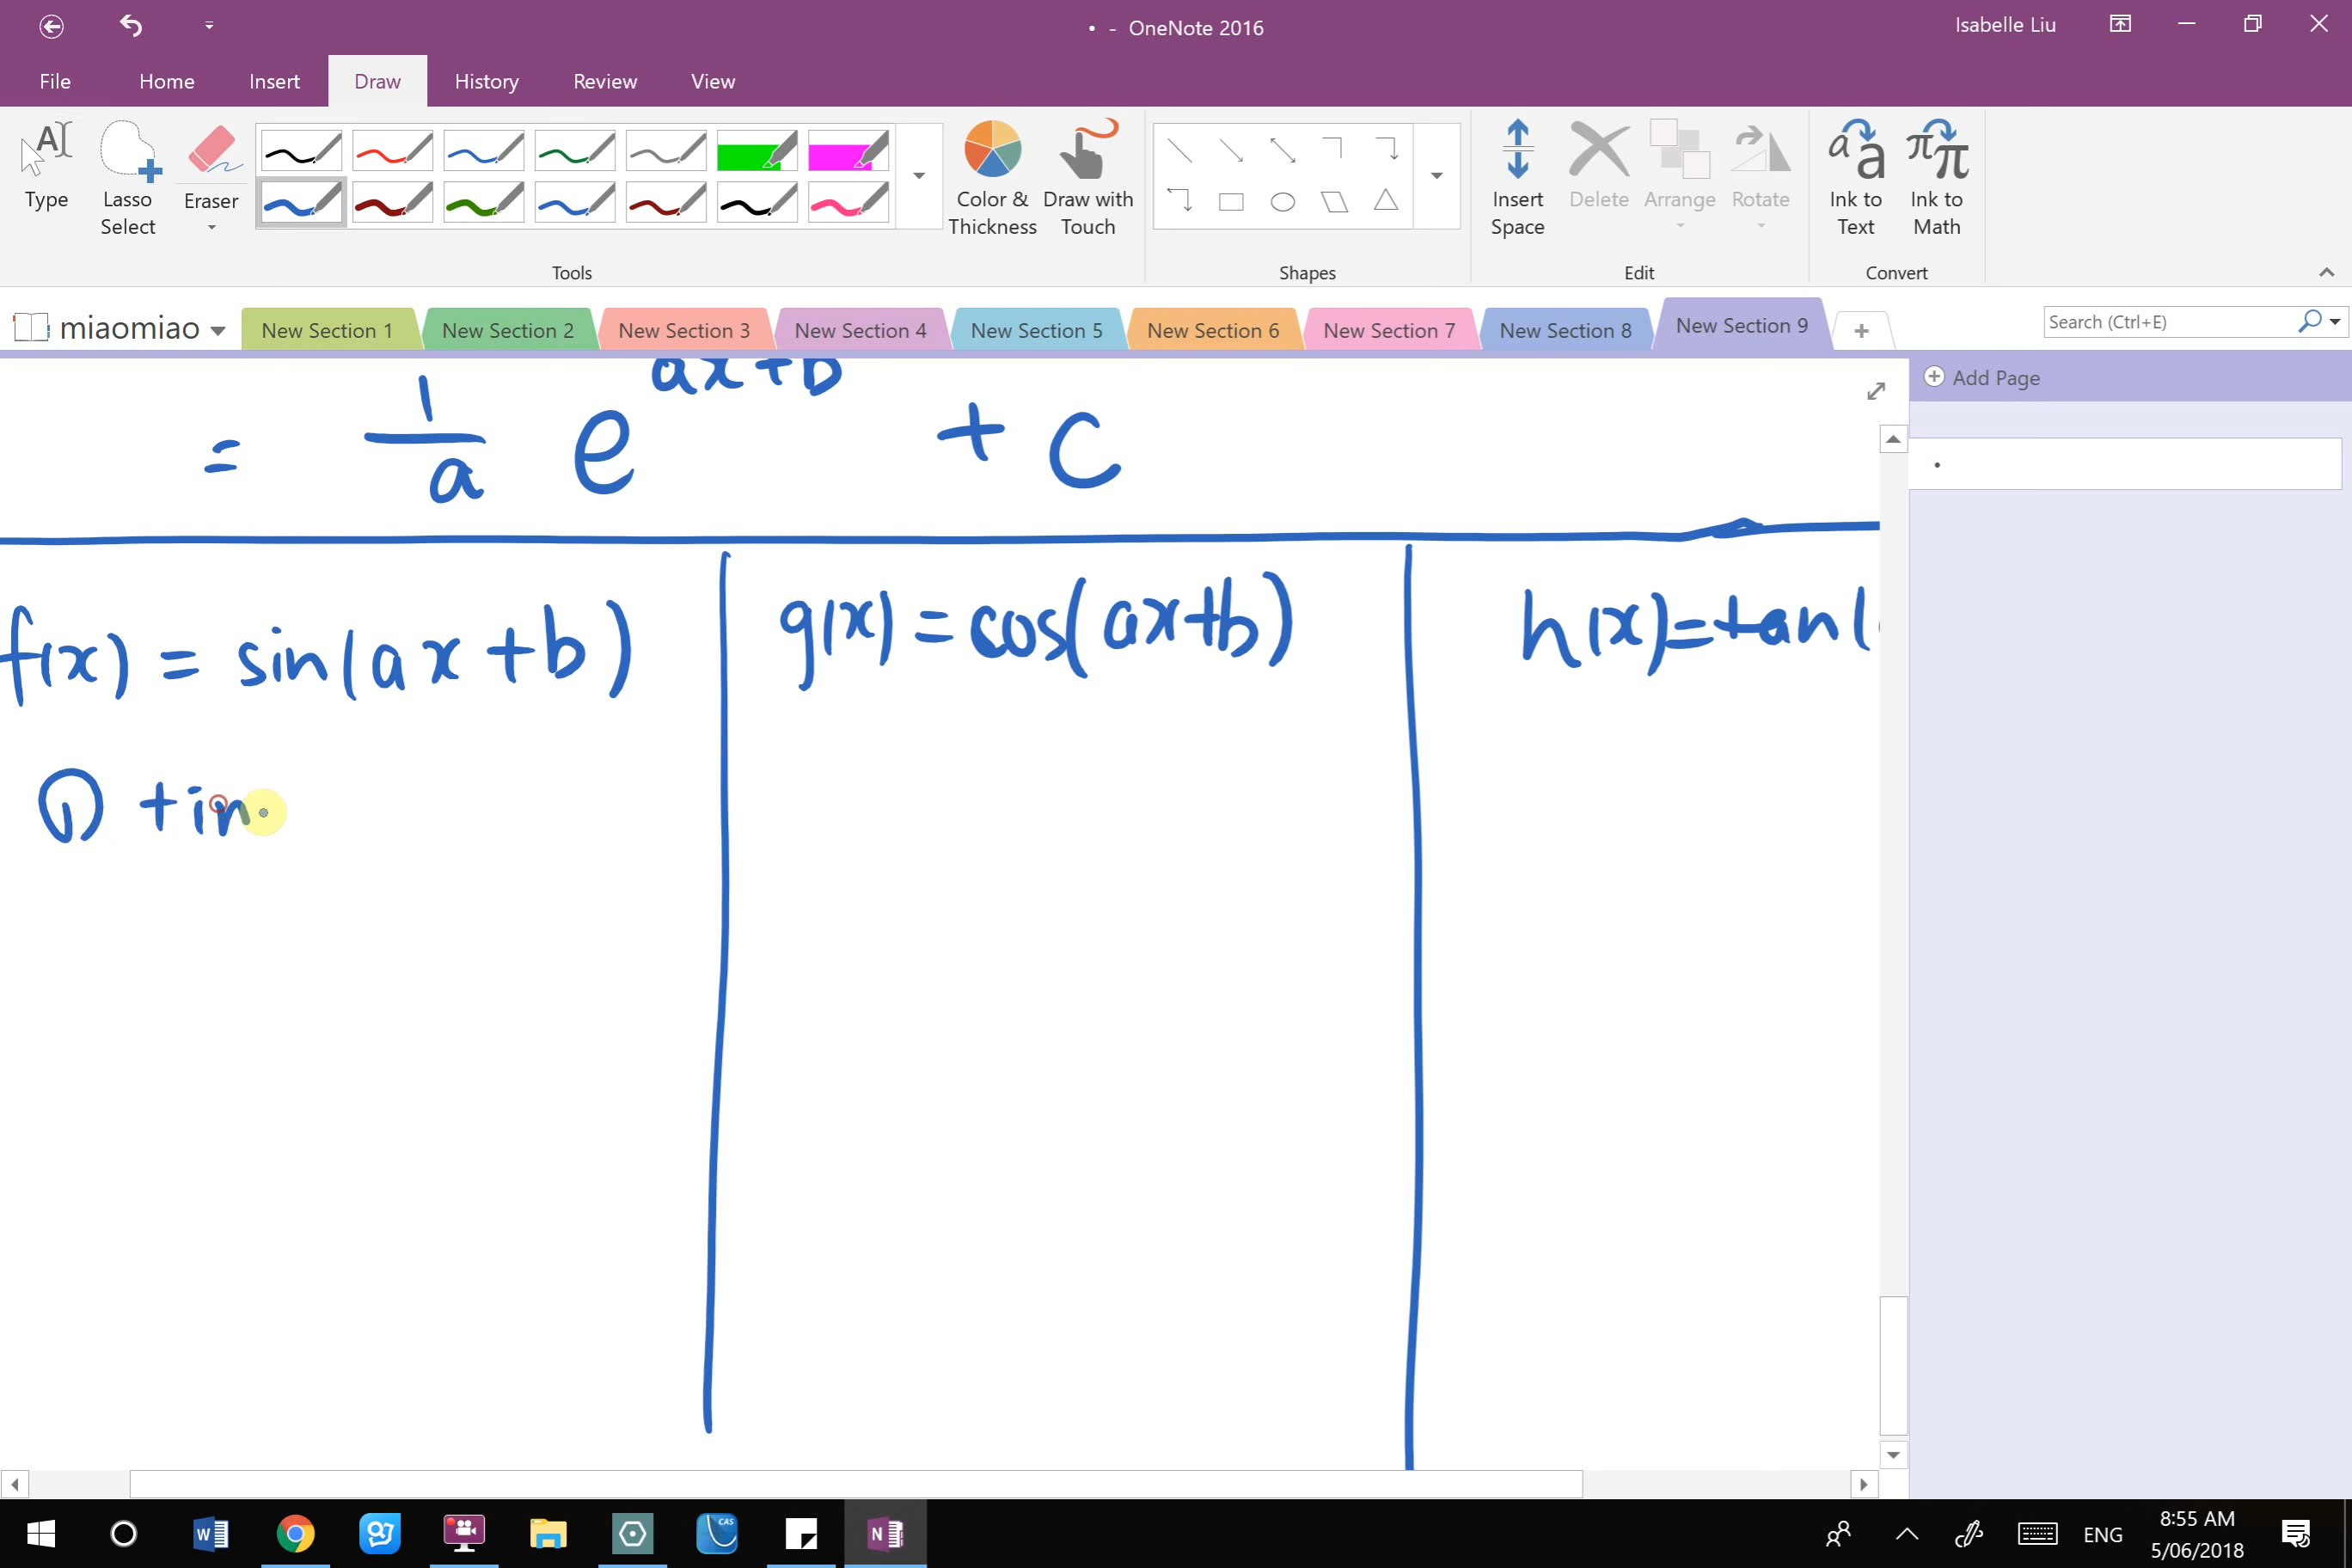 • - OneNote 2016
Isabelle Liu
File Home Insert Draw History Review View
Type
Lasso Select
Eraser
Color & Thickness
Draw with Touch
Insert Space
Delete
Arrange
Rotate
Ink to Text
Ink to Math
Tools
Shapes
Edit
Convert
miaomiao
New Section 1
New Section 2
New Section 3
New Section 4
New Section 5
New Section 6
New Section 7
New Section 8
New Section 9
Search (Ctrl+E)
Add Page
= 1/a e^(ax+b) + c
f(x) = sin(ax+b)
g(x) = cos(ax+b)
h(x)=tan(
① tin
CAS
ENG
8:55 AM
5/06/2018